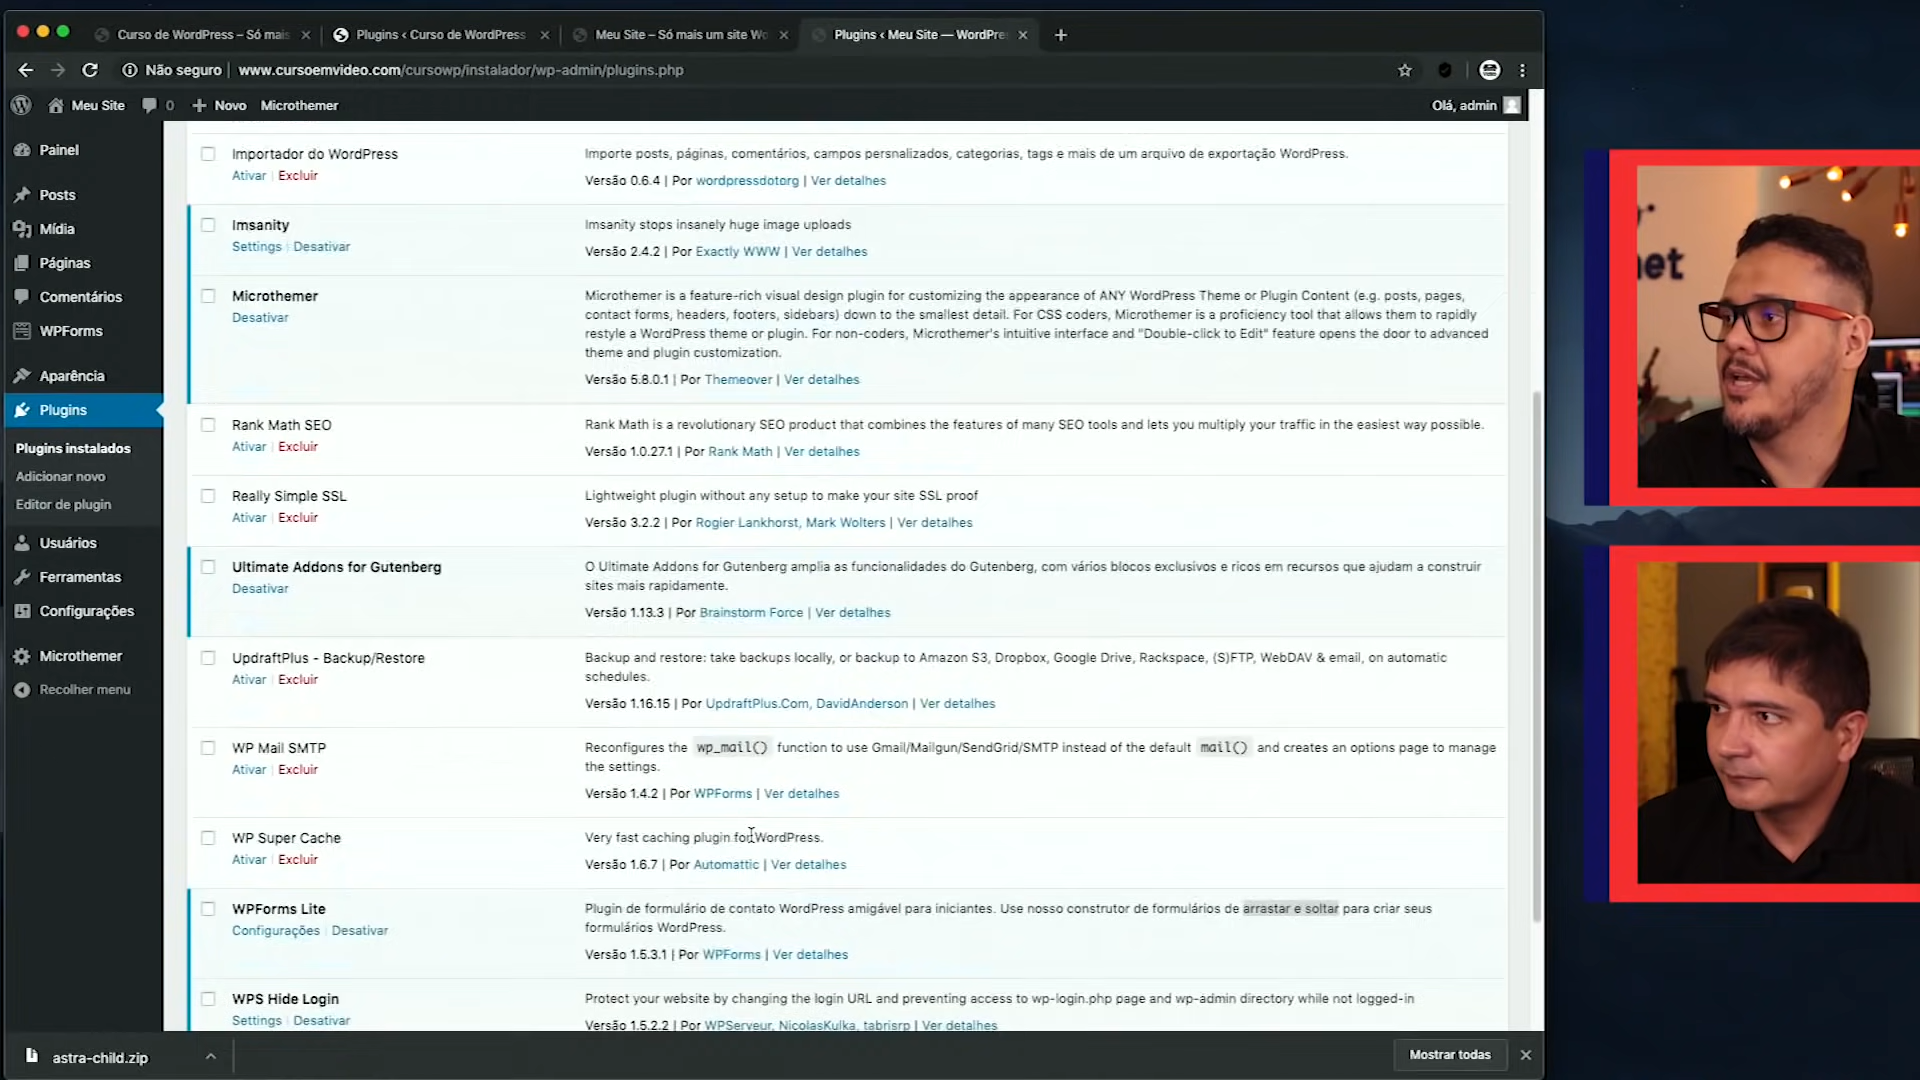 Curso de WordPress – Só mais
Plugins ‹ Curso de WordPress
Meu Site – Só mais um site Wo
Plugins ‹ Meu Site — WordPre
Não seguro
www.cursoemvideo.com/cursowp/instalador/wp-admin/plugins.php
Meu Site
0
Novo
Microthemer
Olá, admin
Painel
Posts
Mídia
Páginas
Comentários
WPForms
Aparência
Plugins
Plugins instalados
Adicionar novo
Editor de plugin
Usuários
Ferramentas
Configurações
Microthemer
Recolher menu
Importador do WordPress
Ativar | Excluir
Importe posts, páginas, comentários, campos persnalizados, categorias, tags e mais de um arquivo de exportação WordPress.
Versão 0.6.4 | Por wordpressdotorg | Ver detalhes
Imsanity
Settings | Desativar
Imsanity stops insanely huge image uploads
Versão 2.4.2 | Por Exactly WWW | Ver detalhes
Microthemer
Desativar
Microthemer is a feature-rich visual design plugin for customizing the appearance of ANY WordPress Theme or Plugin Content (e.g. posts, pages,
contact forms, headers, footers, sidebars) down to the smallest detail. For CSS coders, Microthemer is a proficiency tool that allows them to rapidly
restyle a WordPress theme or plugin. For non-coders, Microthemer's intuitive interface and "Double-click to Edit" feature opens the door to advanced
theme and plugin customization.
Versão 5.8.0.1 | Por Themeover | Ver detalhes
Rank Math SEO
Ativar | Excluir
Rank Math is a revolutionary SEO product that combines the features of many SEO tools and lets you multiply your traffic in the easiest way possible.
Versão 1.0.27.1 | Por Rank Math | Ver detalhes
Really Simple SSL
Ativar | Excluir
Lightweight plugin without any setup to make your site SSL proof
Versão 3.2.2 | Por Rogier Lankhorst, Mark Wolters | Ver detalhes
Ultimate Addons for Gutenberg
Desativar
O Ultimate Addons for Gutenberg amplia as funcionalidades do Gutenberg, com vários blocos exclusivos e ricos em recursos que ajudam a construir
sites mais rapidamente.
Versão 1.13.3 | Por Brainstorm Force | Ver detalhes
UpdraftPlus - Backup/Restore
Ativar | Excluir
Backup and restore: take backups locally, or backup to Amazon S3, Dropbox, Google Drive, Rackspace, (S)FTP, WebDAV & email, on automatic
schedules.
Versão 1.16.15 | Por UpdraftPlus.Com, DavidAnderson | Ver detalhes
WP Mail SMTP
Ativar | Excluir
Reconfigures the wp_mail() function to use Gmail/Mailgun/SendGrid/SMTP instead of the default mail() and creates an options page to manage
the settings.
Versão 1.4.2 | Por WPForms | Ver detalhes
WP Super Cache
Ativar | Excluir
Very fast caching plugin for WordPress.
Versão 1.6.7 | Por Automattic | Ver detalhes
WPForms Lite
Configurações | Desativar
Plugin de formulário de contato WordPress amigável para iniciantes. Use nosso construtor de formulários de arrastar e soltar para criar seus
formulários WordPress.
Versão 1.5.3.1 | Por WPForms | Ver detalhes
WPS Hide Login
Settings | Desativar
Protect your website by changing the login URL and preventing access to wp-login.php page and wp-admin directory while not logged-in
Versão 1.5.2.2 | Por WPServeur, NicolasKulka, tabrisrp | Ver detalhes
astra-child.zip
Mostrar todas